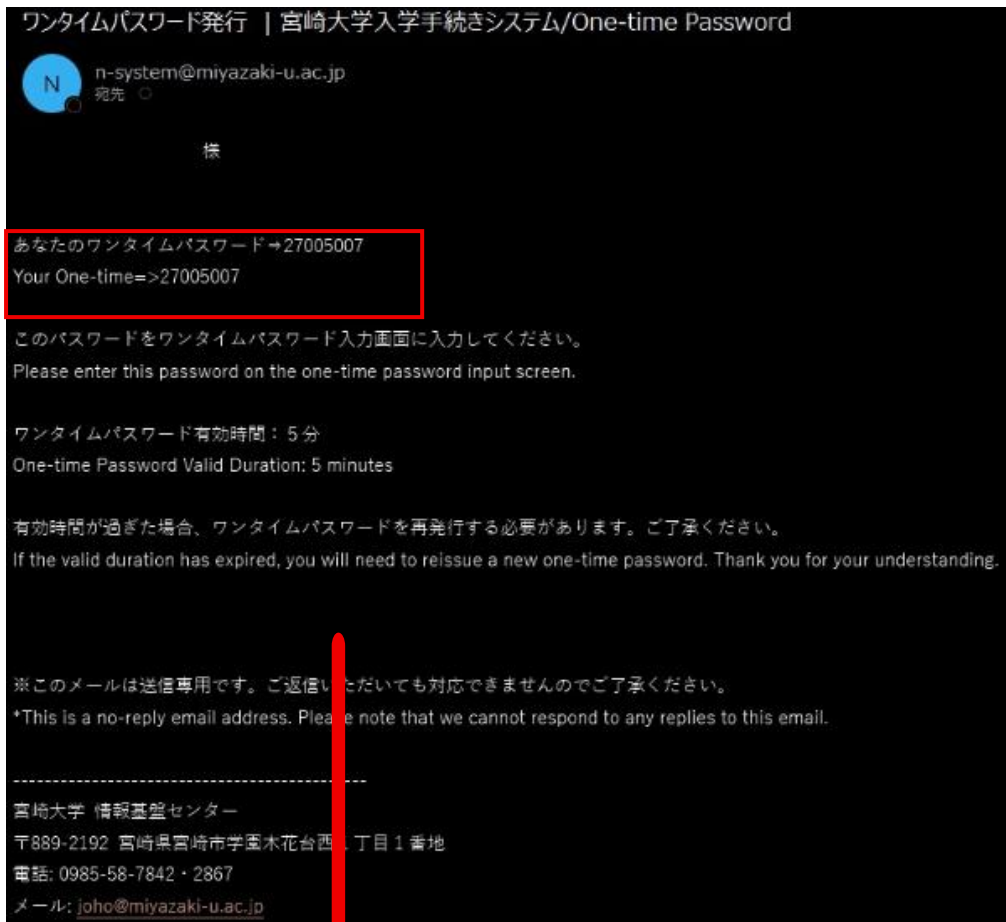 ワンタイムパスワード発行 | 宮崎大学入学手続きシステム/One-time Password
N
n-system@miyazaki-u.ac.jp
宛先
様
あなたのワンタイムパスワード→27005007
Your One-time=>27005007
このパスワードをワンタイムパスワード入力画面に入力してください。
Please enter this password on the one-time password input screen.
ワンタイムパスワード有効時間：５分
One-time Password Valid Duration: 5 minutes
有効時間が過ぎた場合、ワンタイムパスワードを再発行する必要があります。ご了承ください。
If the valid duration has expired, you will need to reissue a new one-time password. Thank you for your understanding.
※このメールは送信専用です。ご返信いただいても対応できませんのでご了承ください。
*This is a no-reply email address. Please note that we cannot respond to any replies to this email.
---------------------------------------------
宮崎大学 情報基盤センター
〒889-2192 宮崎県宮崎市学園木花台西 丁目１番地
電話: 0985-58-7842・2867
メール: joho@miyazaki-u.ac.jp